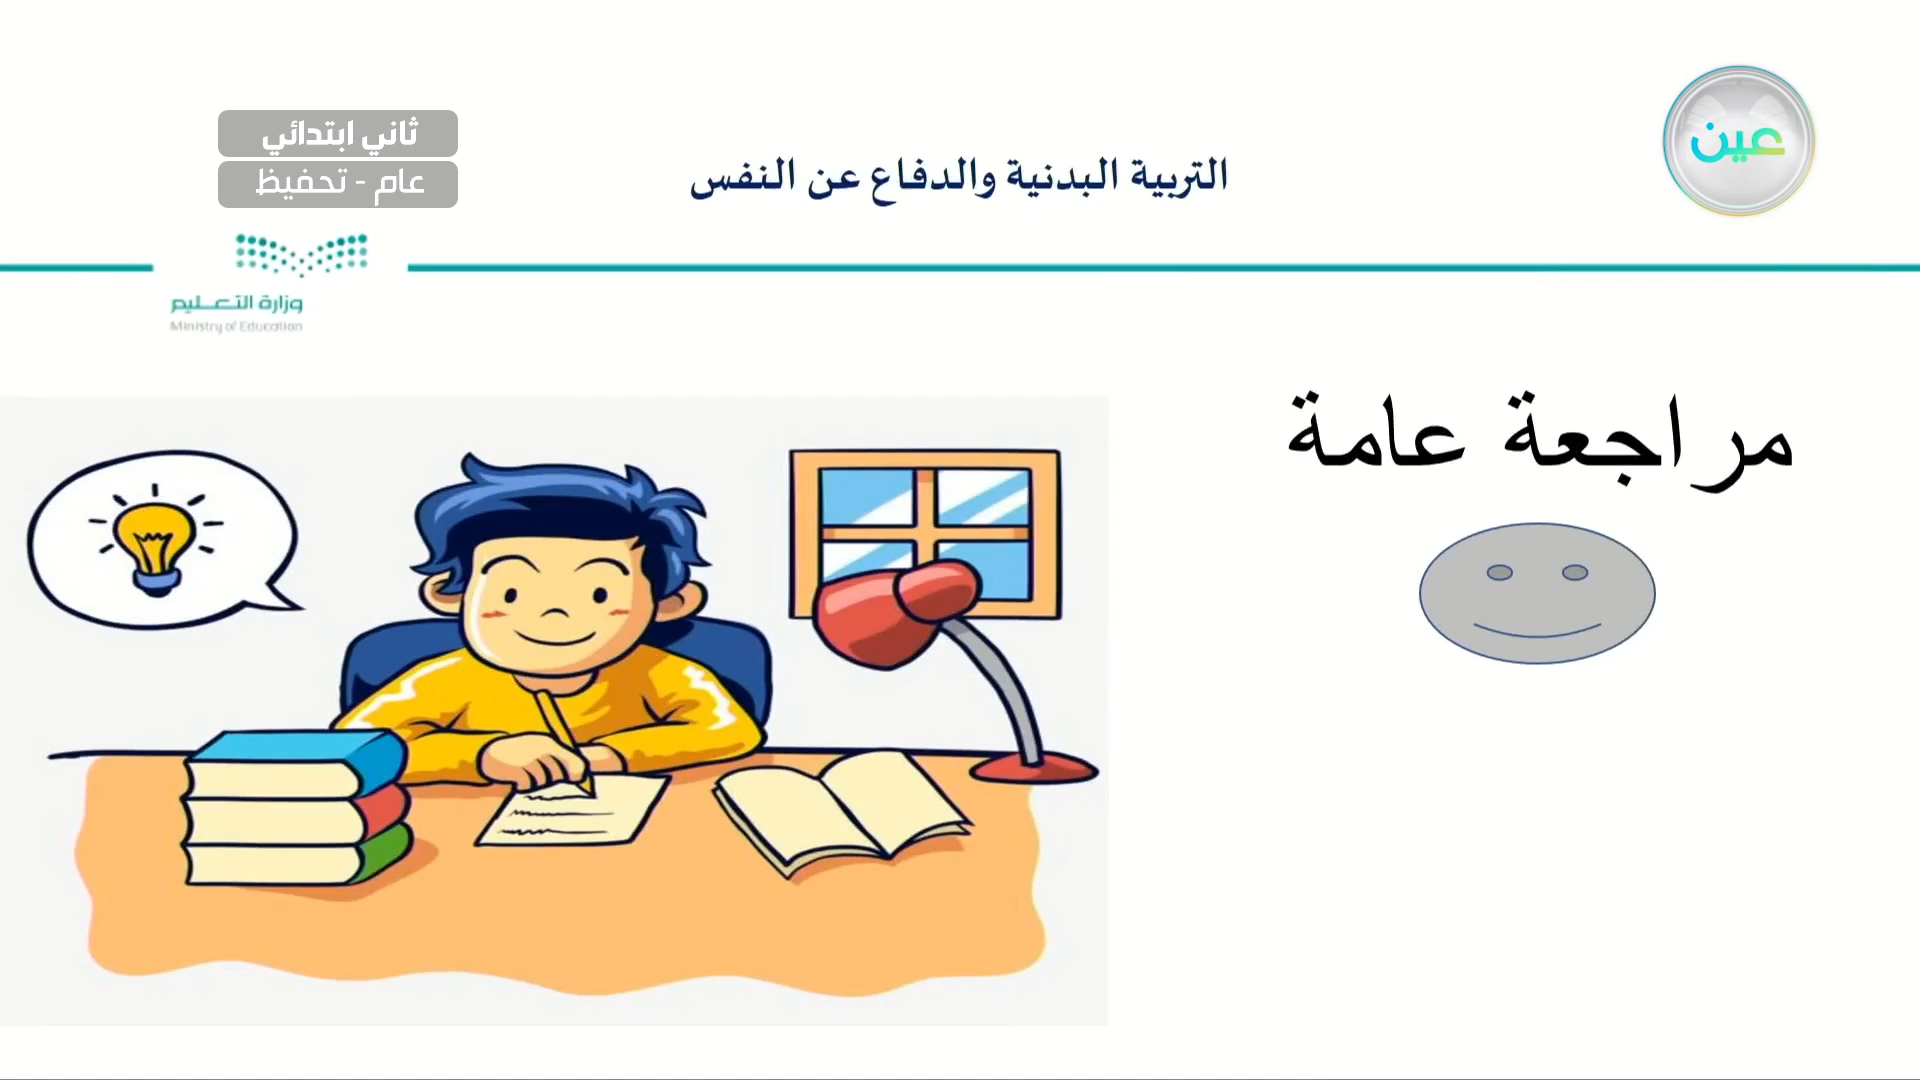 ثاني ابتدائي
عام - تحفيظ
التربية البدنية والدفاع عن النفس
عين
وزارة التعليم
Ministry of Education
مراجعة عامة